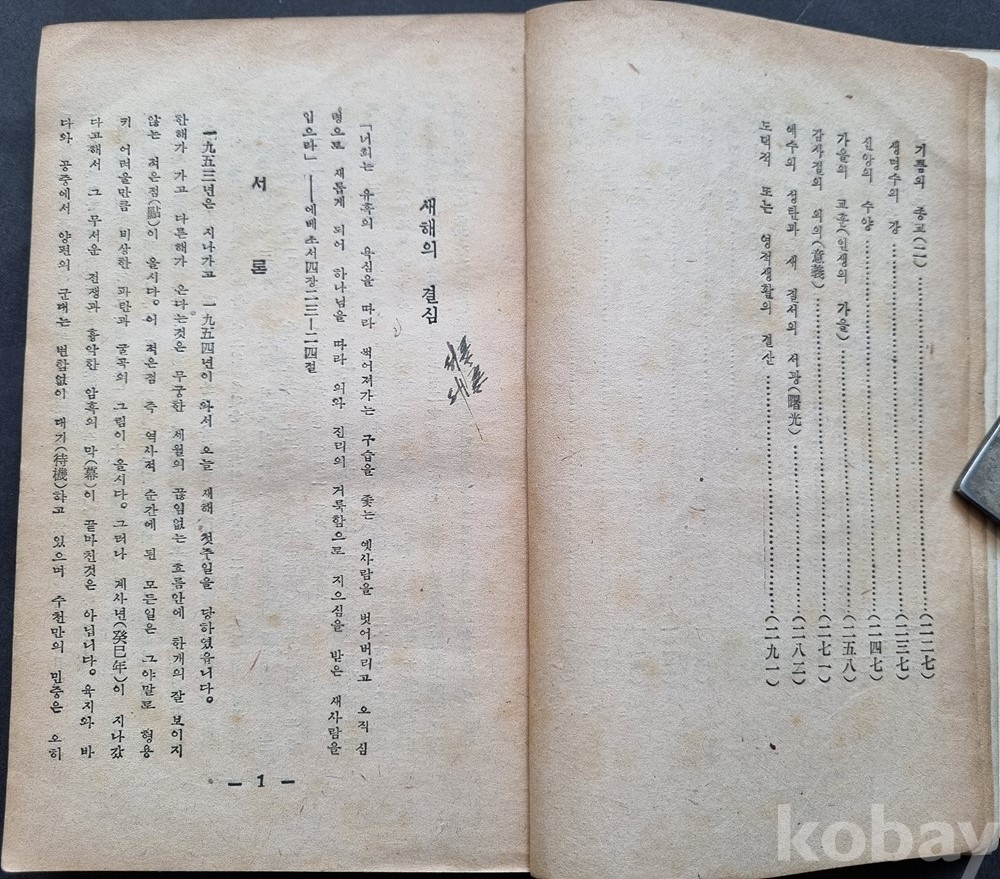 기름의 종교(二)……………………(一二七)
생명수의 강……………………(一三七)
신앙의 수양……………………(一四七)
가을의 교훈(인생의 가을)……………………(一五八)
감사절의 의의(意義)……………………(一七一)
예수의 성탄과 새 질서의 서광(曙光)……………………(一八二)
도덕적 또는 영적생활의 결산……………………(一九一)
새해의 결심
서론
대론
「너희는 유혹의 욕심을 따라 썩어져가는 구습을 좇는 옛사람을 벗어버리고 오직 심
령으로 새롭게 되어 하나님을 따라 의와 진리의 거룩함으로 지으심을 받은 새사람을
입으라」——에베소서四장二三—二四절
서 론
一九五三년은 지나가고 一九五四년이 와서 오늘 새해 첫주일을 당하였읍니다。
한해가 가고 다른해가 온다는것은 무궁한 세월의 끊임없는 흐름안에 한개의 잘 보이지
않는 적은점(點)이 올시다。이 적은점 즉 역사적 순간에 된 모든일은 그야말로 형용
키 어려울만큼 비상한 파란과 굴곡의 그림이 올시다。그러나 계사년(癸巳年)이 지나갔
다고해서 그 무서운 전쟁과 흉악한 암흑의 막(幕)이 끝마친것은 아닙니다。육지와 바
다와 공중에서 양편의 군대는 변함없이 대기(待機)하고 있으며 수천만의 민중은 오히
— 1 —
kobay